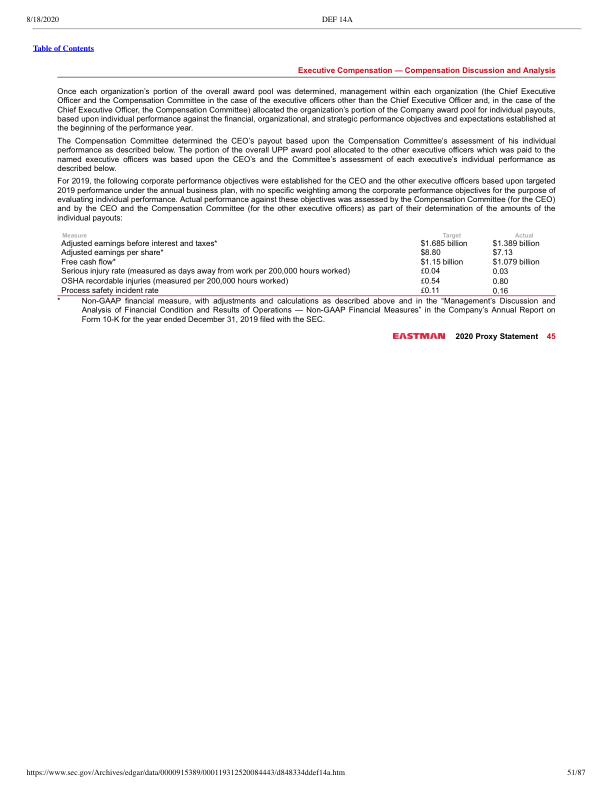 8/18/2020 DEF 14A
Table of Contents
Executive Compensation — Compensation Discussion and Analysis
Once each organization's portion of the overall award pool was determined, management within each organization (the Chief Executive
Officer and the Compensation Committee in the case of the executive officers other than the Chief Executive Officer and, in the case of the
Chief Executive Officer, the Compensation Committee) allocated the organization's portion of the Company award pool for individual payouts,
based upon individual performance against the financial, organizational, and strategic performance objectives and expectations established at
the beginning of the performance year.
The Compensation Committee determined the CEO's payout based upon the Compensation Committee's assessment of his individual
performance as described below. The portion of the overall UPP award pool allocated to the other executive officers which was paid to the
named executive officers was based upon the CEO's and the Committee's assessment of each executive's individual performance as
described below.
For 2019, the following corporate performance objectives were established for the CEO and the other executive officers based upon targeted
2019 performance under the annual business plan, with no specific weighting among the corporate performance objectives for the purpose of
evaluating individual performance. Actual performance against these objectives was assessed by the Compensation Committee (for the CEO)
and by the CEO and the Compensation Committee (for the other executive officers) as part of their determination of the amounts of the
individual payouts:
Measure Target Actual
Adjusted earnings before interest and taxes* $1.685 billion $1.389 billion
Adjusted earnings per share* $8.80 $7.13
Free cash flow* $1.15 billion $1.079 billion
Serious injury rate (measured as days away from work per 200,000 hours worked) £0.04 0.03
OSHA recordable injuries (measured per 200,000 hours worked) £0.54 0.80
Process safety incident rate £0.11 0.16
* Non-GAAP financial measure, with adjustments and calculations as described above and in the "Management's Discussion and
Analysis of Financial Condition and Results of Operations — Non-GAAP Financial Measures" in the Company's Annual Report on
Form 10-K for the year ended December 31, 2019 filed with the SEC.
EASTMAN 2020 Proxy Statement 45
https://www.sec.gov/Archives/edgar/data/0000915389/000119312520084443/d848334ddef14a.htm 51/87